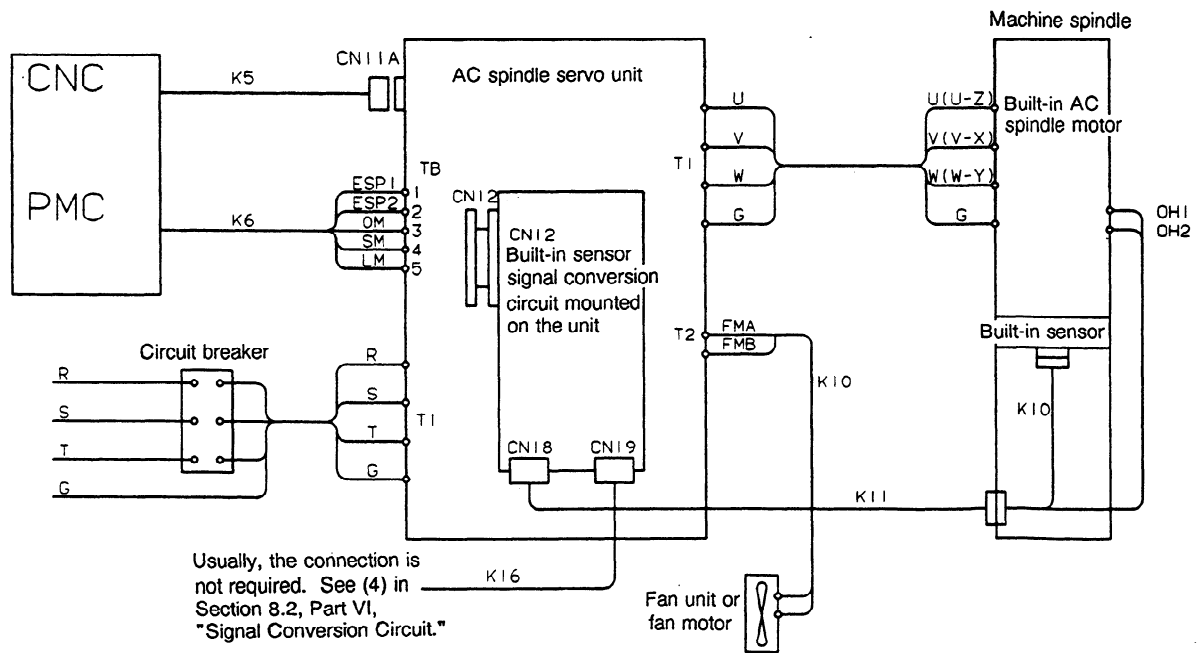 Machine spindle
CNC
K5
CN11A
AC spindle servo unit
U
V
W
G
T1
U(U-Z)
V(V-X)
W(W-Y)
G
Built-in AC
spindle motor
PMC
K6
TB
ESP1
1
ESP2
2
OM
3
SM
4
LM
5
CN12
CN12
Built-in sensor
signal conversion
circuit mounted
on the unit
OH1
OH2
T2
FMA
FMB
K10
Built-in sensor
K10
Circuit breaker
R
S
T
G
R
S
T
G
T1
CN18
CN19
K11
Usually, the connection is
not required. See (4) in
Section 8.2, Part VI,
"Signal Conversion Circuit."
K16
Fan unit or
fan motor